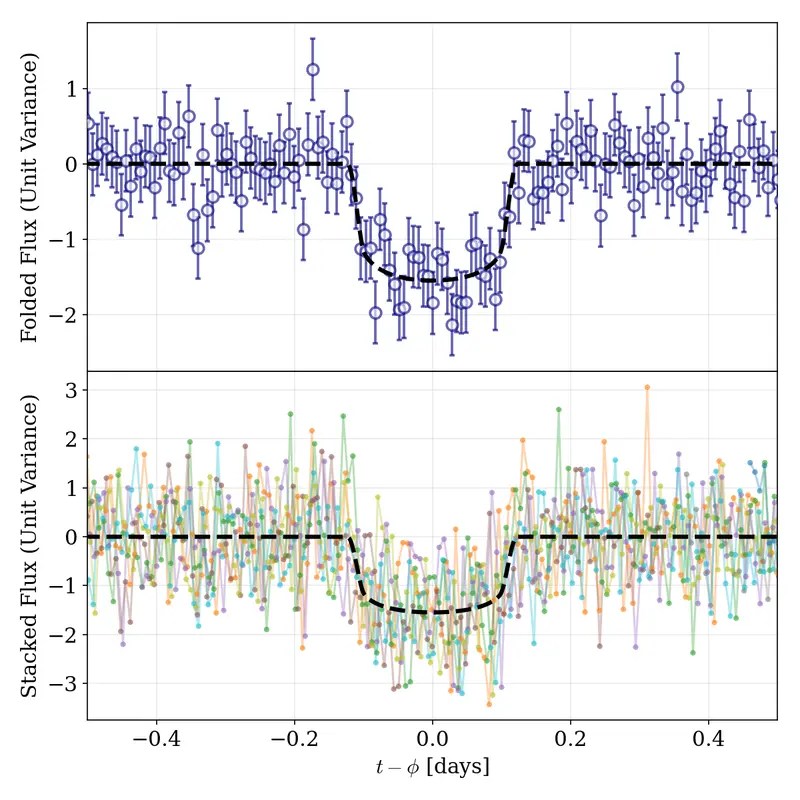 Folded Flux (Unit Variance)
1
0
−1
−2
Stacked Flux (Unit Variance)
3
2
1
0
−1
−2
−3
−0.4 −0.2 0.0 0.2 0.4
t − ϕ [days]